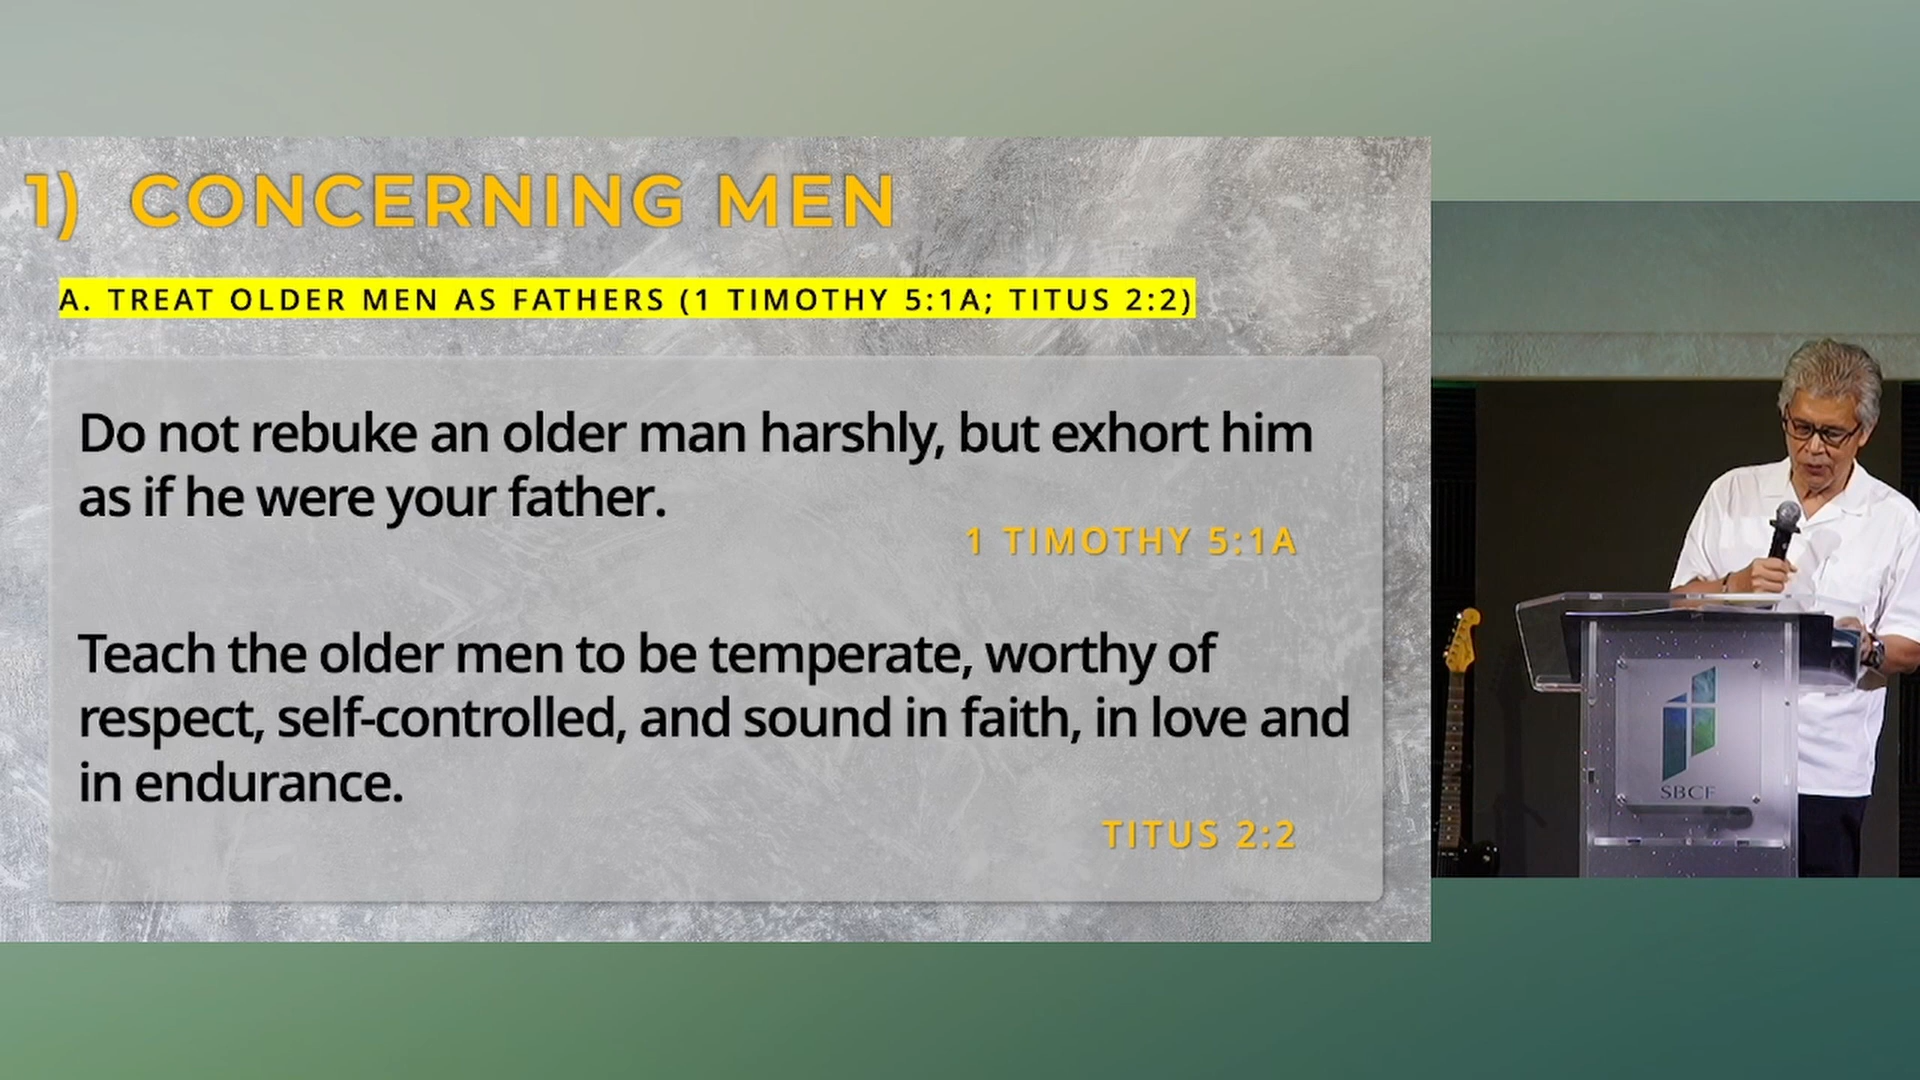 1) CONCERNING MEN
A. TREAT OLDER MEN AS FATHERS (1 TIMOTHY 5:1A; TITUS 2:2)
Do not rebuke an older man harshly, but exhort him
as if he were your father.
1 TIMOTHY 5:1A
Teach the older men to be temperate, worthy of
respect, self-controlled, and sound in faith, in love and
in endurance.
TITUS 2:2
SBCF